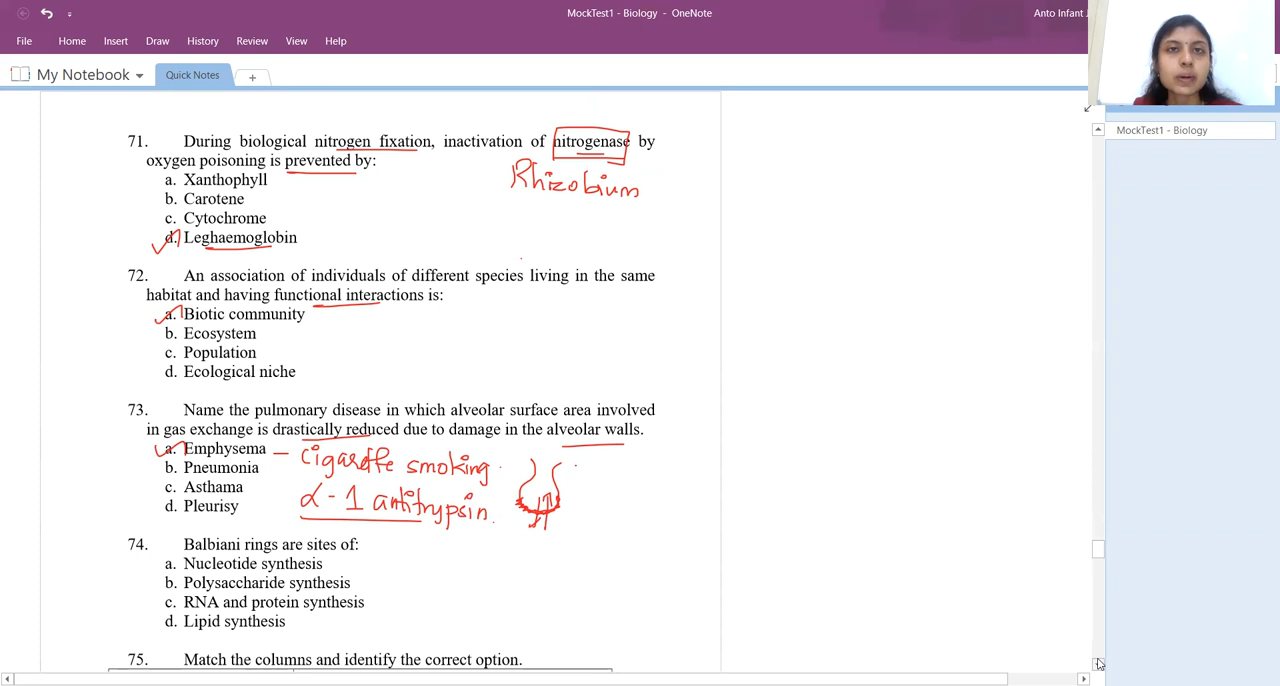 MockTest1 - Biology - OneNote
Anto Infant J
File Home Insert Draw History Review View Help
My Notebook Quick Notes +
MockTest1 - Biology
71. During biological nitrogen fixation, inactivation of nitrogenase by
oxygen poisoning is prevented by:
a. Xanthophyll
Rhizobium
b. Carotene
c. Cytochrome
d. Leghaemoglobin
72. An association of individuals of different species living in the same
habitat and having functional interactions is:
a. Biotic community
b. Ecosystem
c. Population
d. Ecological niche
73. Name the pulmonary disease in which alveolar surface area involved
in gas exchange is drastically reduced due to damage in the alveolar walls.
a. Emphysema – cigarette smoking
b. Pneumonia
c. Asthma
α - 1 antitrypsin
d. Pleurisy
74. Balbiani rings are sites of:
a. Nucleotide synthesis
b. Polysaccharide synthesis
c. RNA and protein synthesis
d. Lipid synthesis
75. Match the columns and identify the correct option.